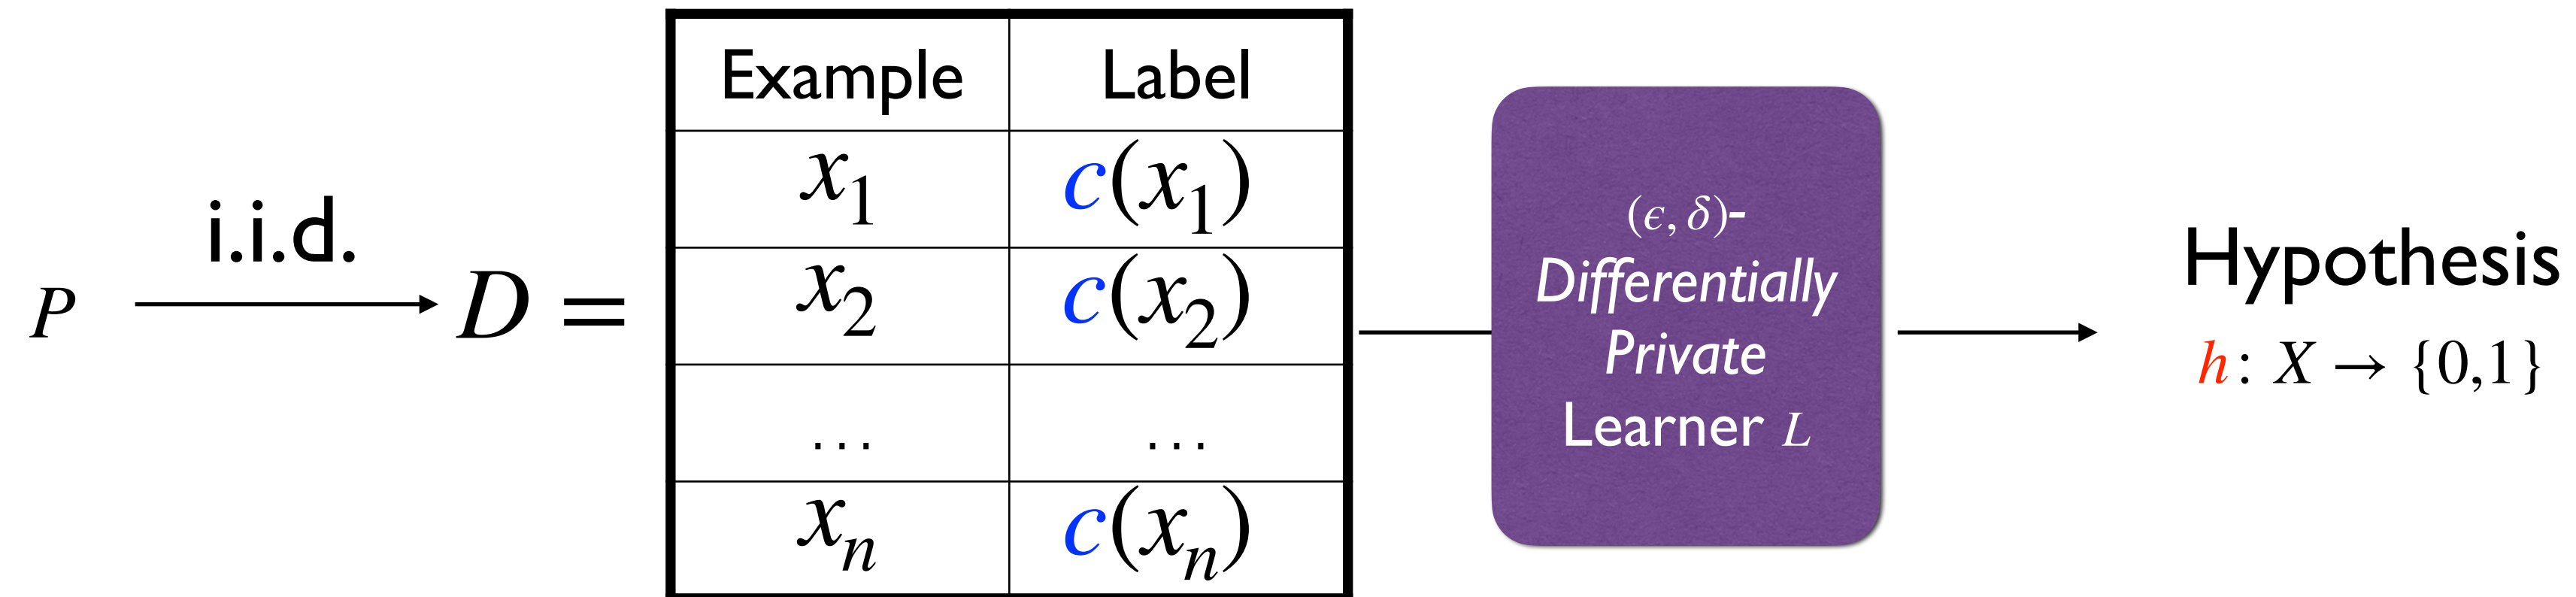 P
i.i.d.
D =
Example Label
x₁ c(x₁)
x₂ c(x₂)
... ...
xₙ c(xₙ)
(ϵ, δ)-
Differentially
Private
Learner L
Hypothesis
h: X → {0,1}